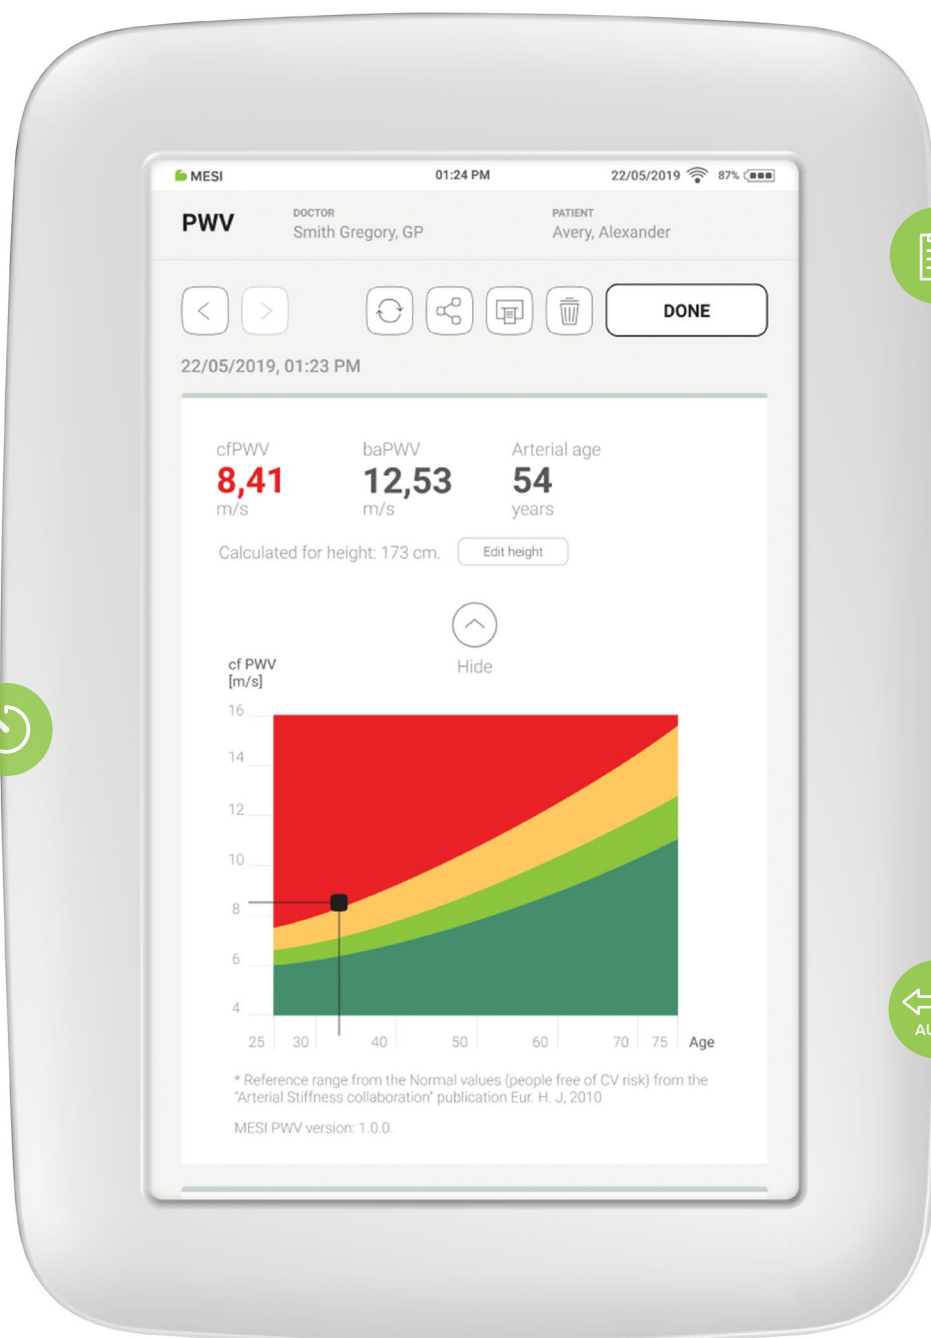 MESI 01:24 PM 22/05/2019 87%
PWV DOCTOR PATIENT
Smith Gregory, GP Avery, Alexander
DONE
22/05/2019, 01:23 PM
cfPWV baPWV Arterial age
8,41 12,53 54
m/s m/s years
Calculated for height: 173 cm. Edit height
Hide
cf PWV
[m/s]
16
14
12
10
8
6
4
25 30 40 50 60 70 75 Age
* Reference range from the Normal values (people free of CV risk) from the
"Arterial Stiffness collaboration" publication Eur. H. J, 2010
MESI PWV version: 1.0.0.